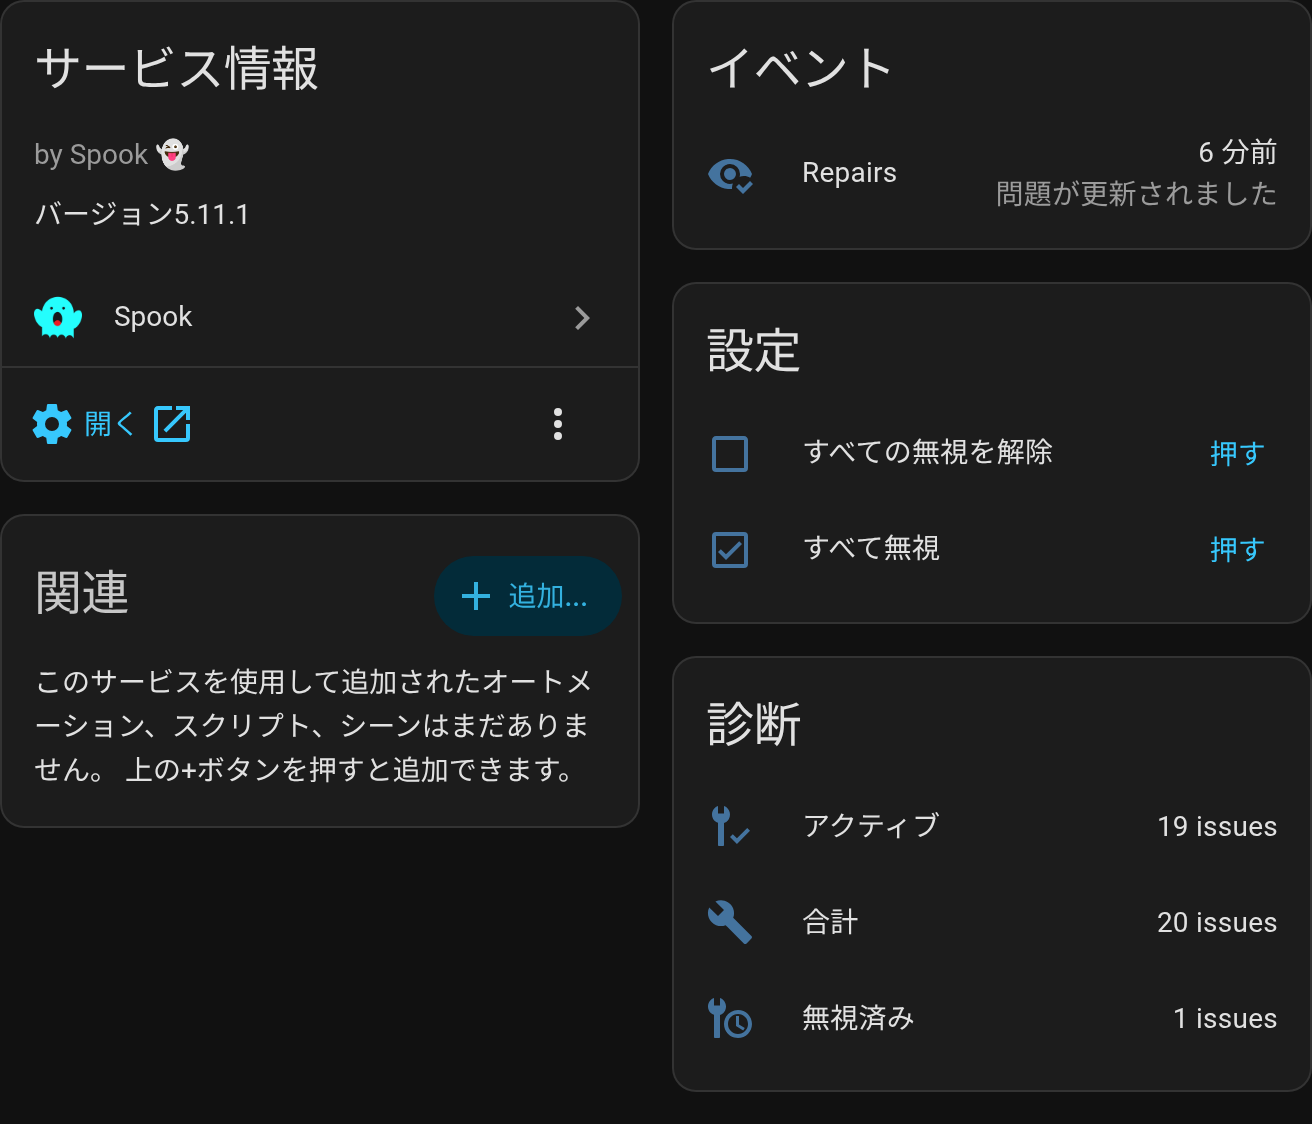 サービス情報
by Spook 👻
バージョン5.11.1
Spook
開く
関連
追加...
このサービスを使用して追加されたオートメ
ーション、スクリプト、シーンはまだありま
せん。 上の+ボタンを押すと追加できます。
イベント
Repairs
6 分前
問題が更新されました
設定
すべての無視を解除
押す
すべて無視
押す
診断
アクティブ
19 issues
合計
20 issues
無視済み
1 issues